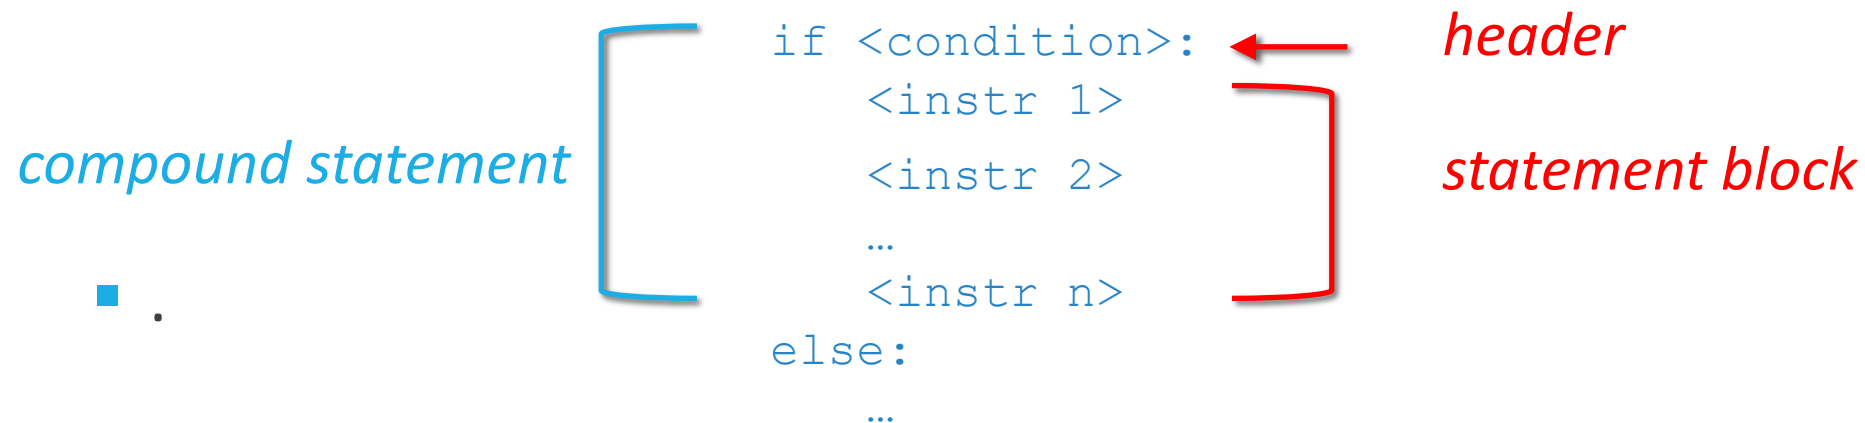 if <condition>:
header
<instr 1>
compound statement
<instr 2>
statement block
…
<instr n>
.
else:
…